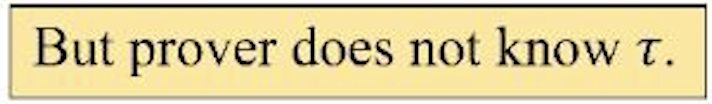 But prover does not know τ.